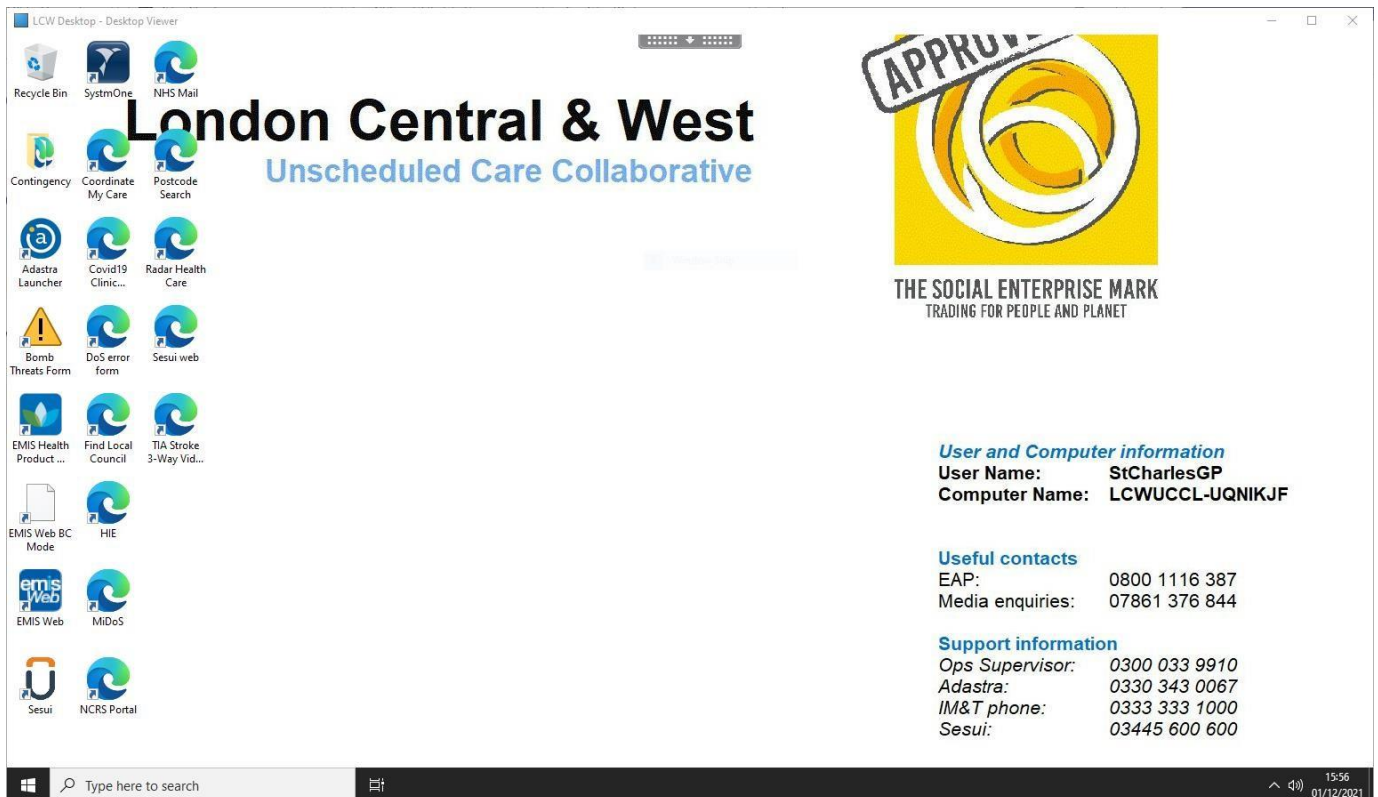 LCW Desktop - Desktop Viewer
Recycle Bin
SystmOne
NHS Mail
London Central & West
Unscheduled Care Collaborative
APPROVE
Contingency
Coordinate
My Care
Postcode
Search
Adastra
Launcher
Covid19
Clinic...
Radar Health
Care
THE SOCIAL ENTERPRISE MARK
TRADING FOR PEOPLE AND PLANET
Bomb
Threats Form
DoS error
form
Sesui web
EMIS Health
Product ...
Find Local
Council
TIA Stroke
3-Way Vid...
User and Computer information
User Name: StCharlesGP
Computer Name: LCWUCCL-UQNIKJF
EMIS Web BC
Mode
HIE
Useful contacts
EAP: 0800 1116 387
Media enquiries: 07861 376 844
emis
Web
EMIS Web
MiDoS
Support information
Ops Supervisor: 0300 033 9910
Adastra: 0330 343 0067
IM&T phone: 0333 333 1000
Sesui: 03445 600 600
Sesui
NCRS Portal
Type here to search
15:56
01/12/2021